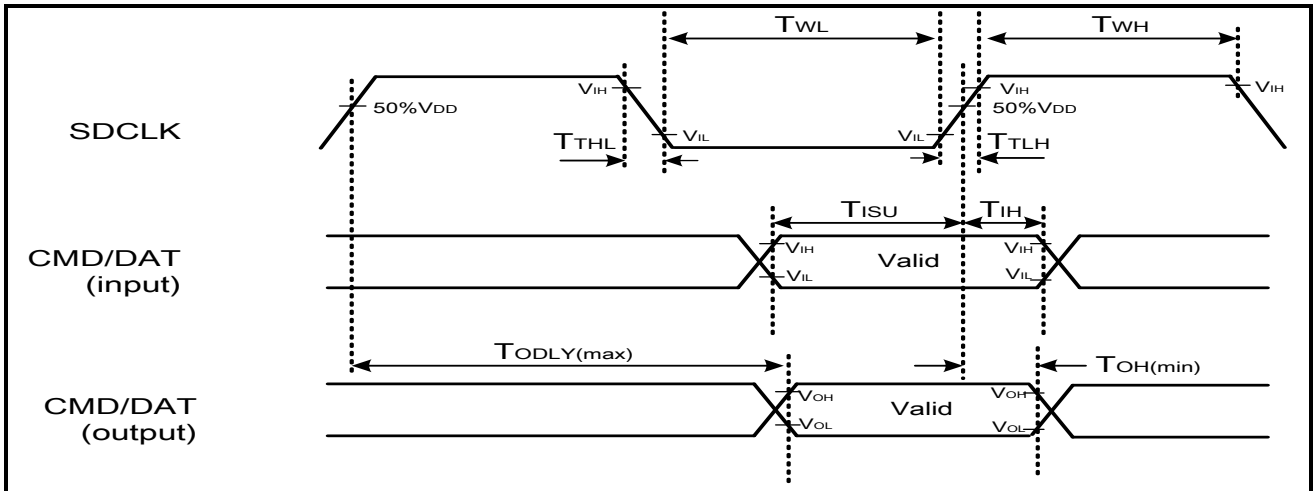 TWL
TWH
SDCLK
50%VDD
VIH
VIL
VIL
VIH
50%VDD
VIH
TTHL
TTLH
CMD/DAT
(input)
TISU
TIH
VIH
VIL
Valid
VIH
VIL
CMD/DAT
(output)
TODLY(max)
TOH(min)
VOH
VOL
Valid
VOH
VOL